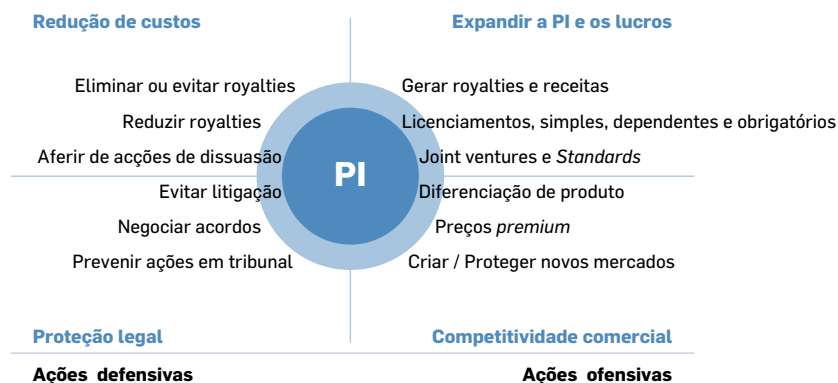 Redução de custos
Expandir a PI e os lucros
Eliminar ou evitar royalties
Gerar royalties e receitas
Reduzir royalties
Licenciamentos, simples, dependentes e obrigatórios
Aferir de acções de dissuasão
Joint ventures e Standards
PI
Evitar litigação
Diferenciação de produto
Negociar acordos
Preços premium
Prevenir ações em tribunal
Criar / Proteger novos mercados
Proteção legal
Competitividade comercial
Ações defensivas
Ações ofensivas